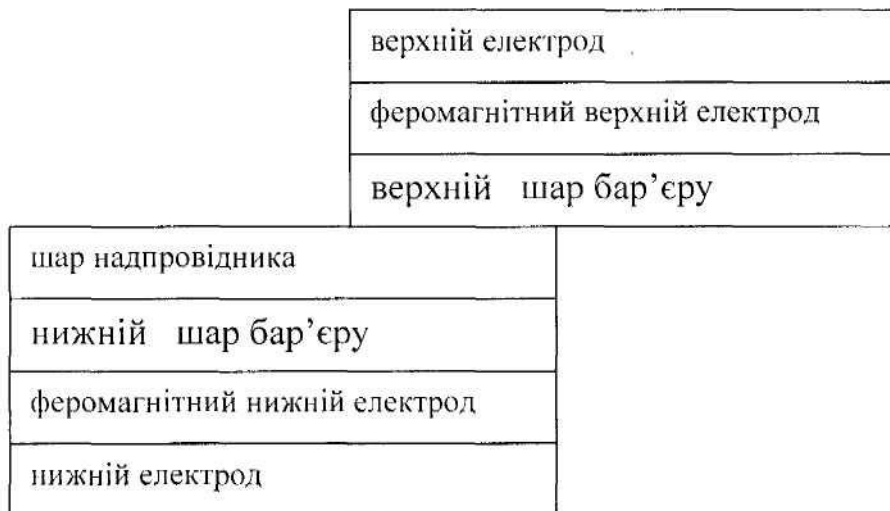 верхній електрод
феромагнітний верхній електрод
верхній шар бар’єру
шар надпровідника
нижній шар бар’єру
феромагнітний нижній електрод
нижній електрод